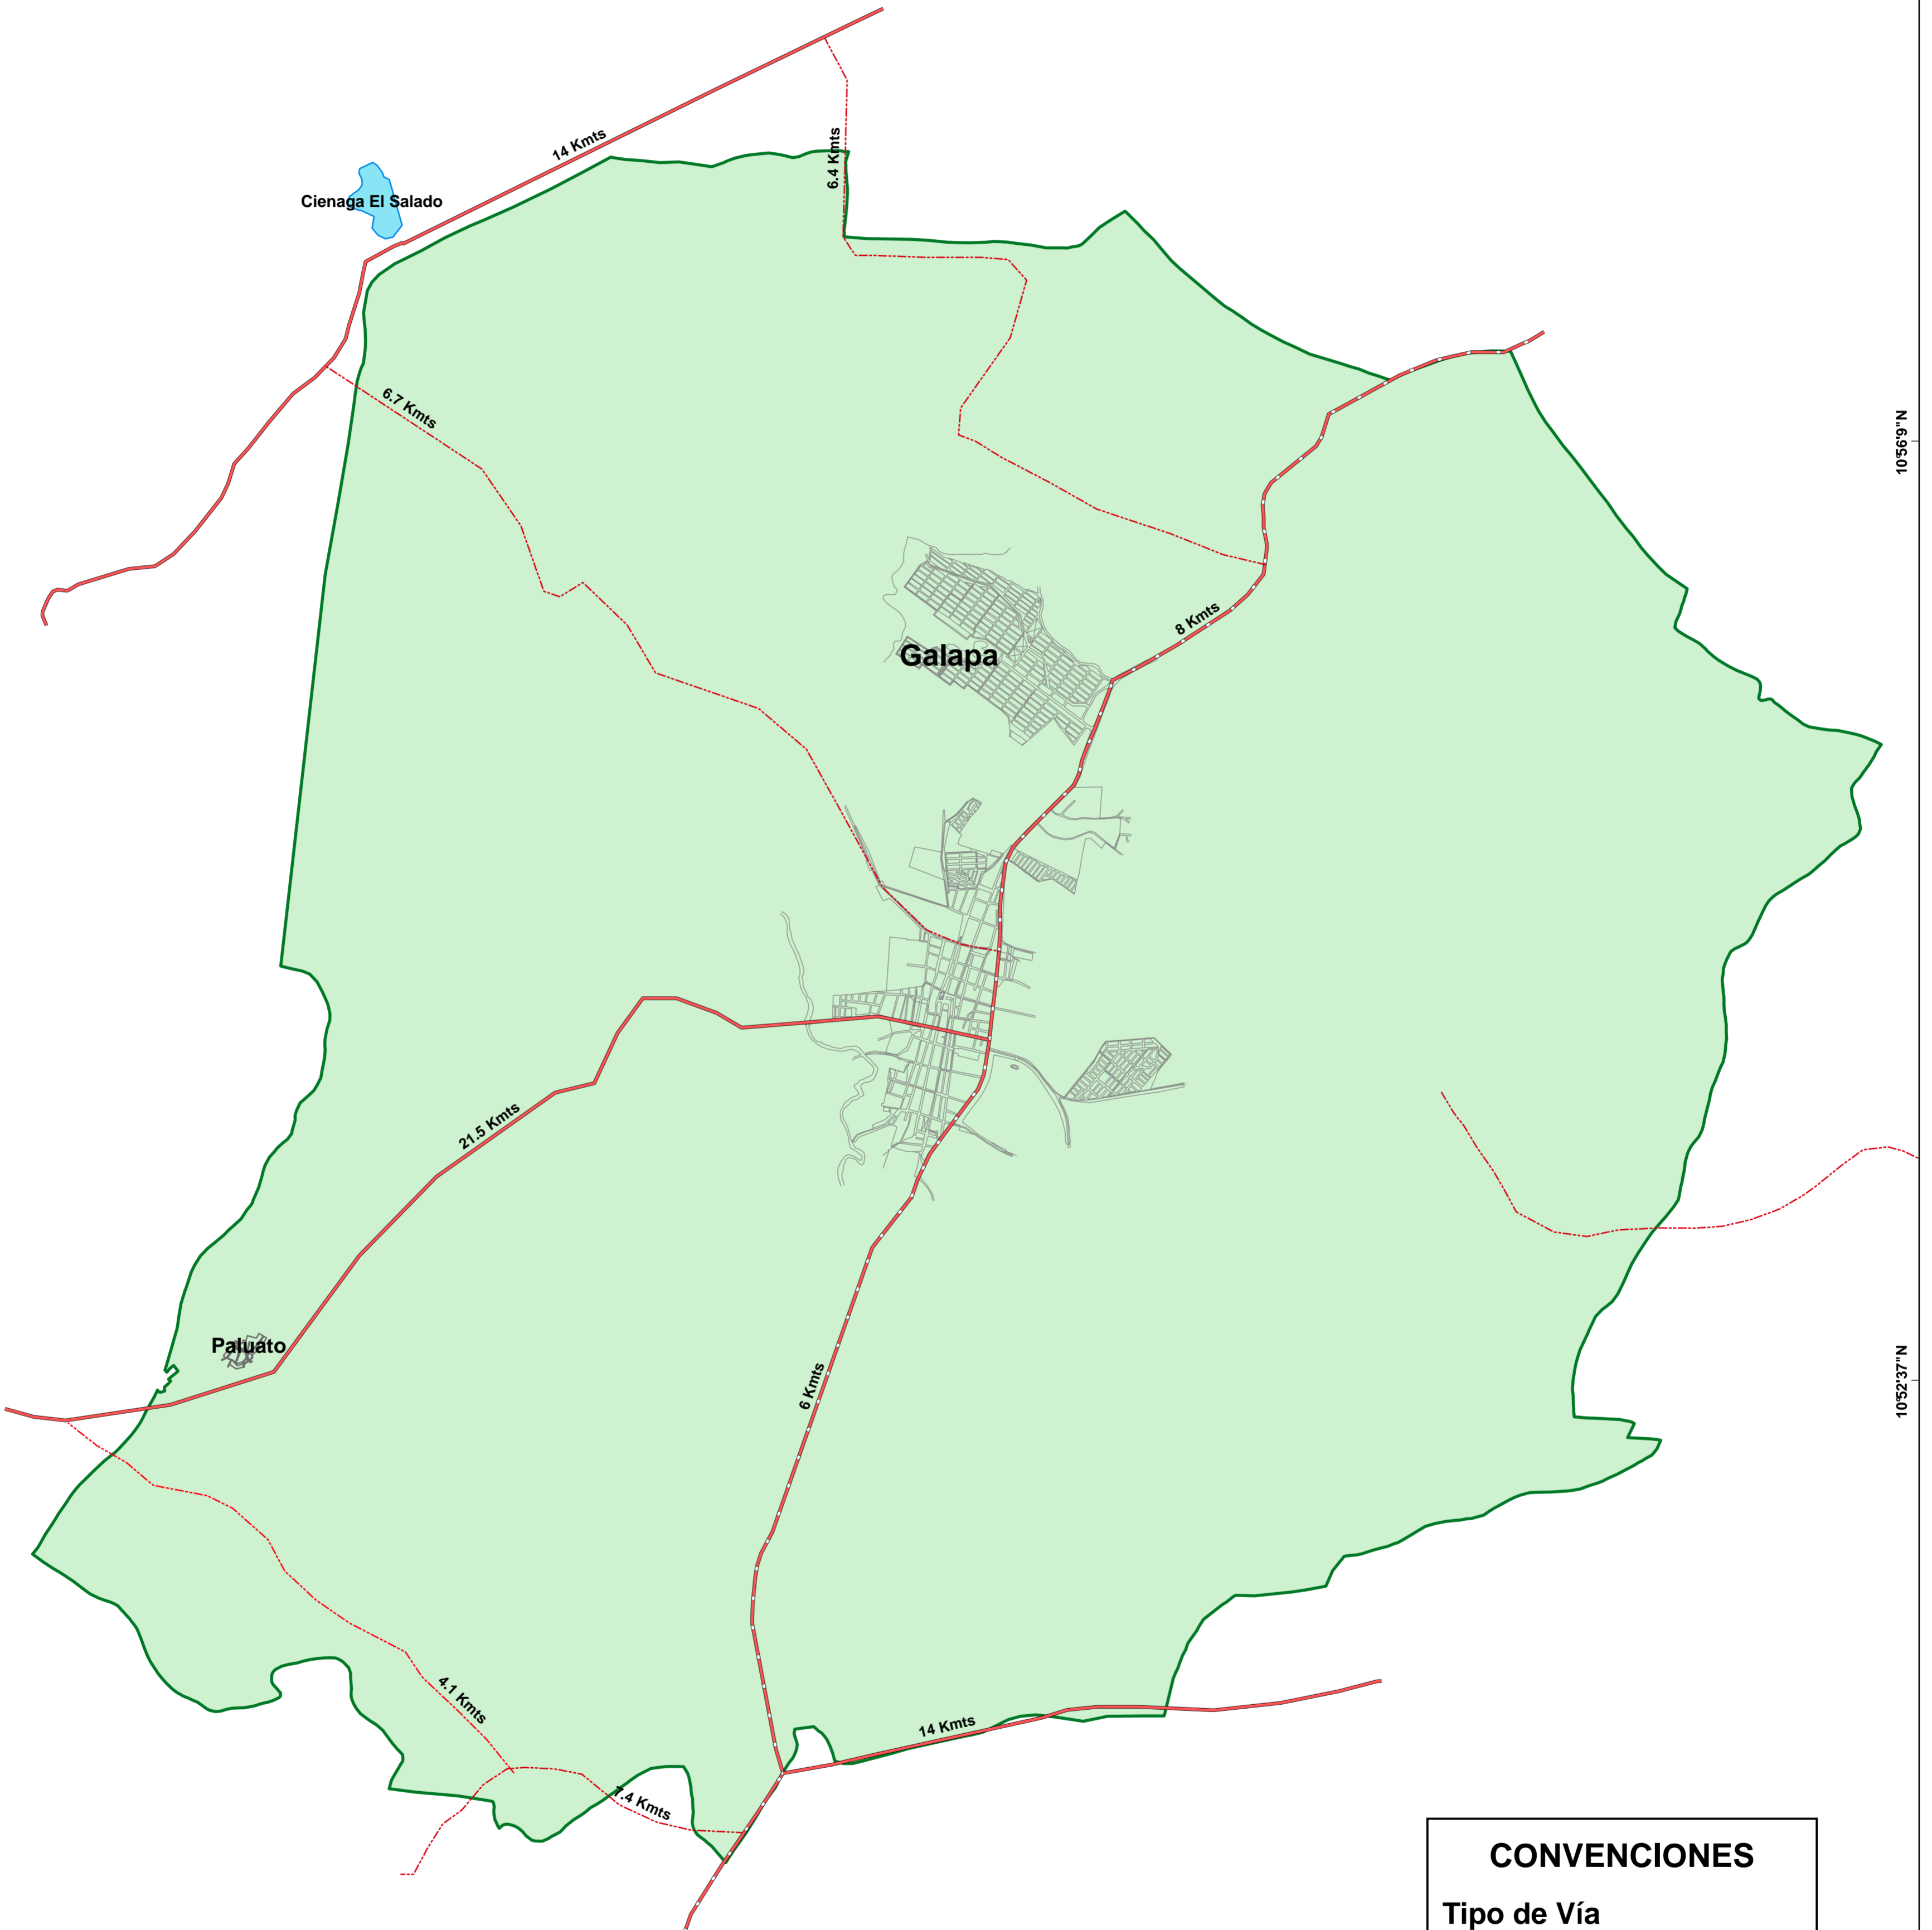 14 Kmts
6.4 Kmts
Cienaga El Salado
6.7 Kmts
10°56'9"N
8 Kmts
Galapa
21.5 Kmts
Paluato
6 Kmts
10°52'37"N
4.1 Kmts
14 Kmts
7.4 Kmts
CONVENCIONES
Tipo de Vía